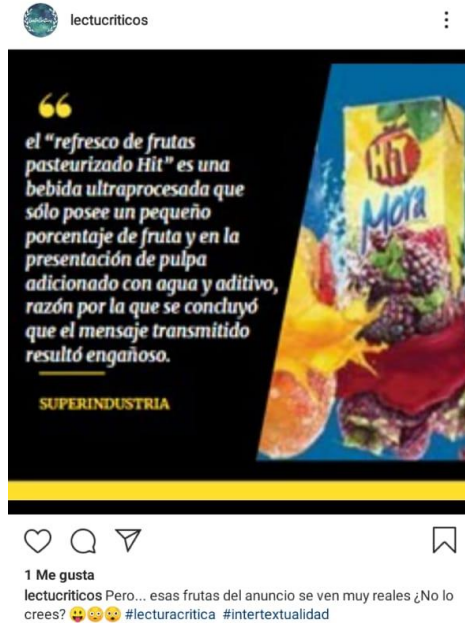 lectucriticos
“
el “refresco de frutas
pasteurizado Hit” es una
bebida ultraprocesada que
sólo posee un pequeño
porcentaje de fruta y en la
presentación de pulpa
adicionado con agua y aditivo,
razón por la que se concluyó
que el mensaje transmitido
resultó engañoso.
SUPERINDUSTRIA
Hit
Mora
1 Me gusta
lectucriticos Pero... esas frutas del anuncio se ven muy reales ¿No lo
crees? 😛😳😯 #lecturacritica #intertextualidad